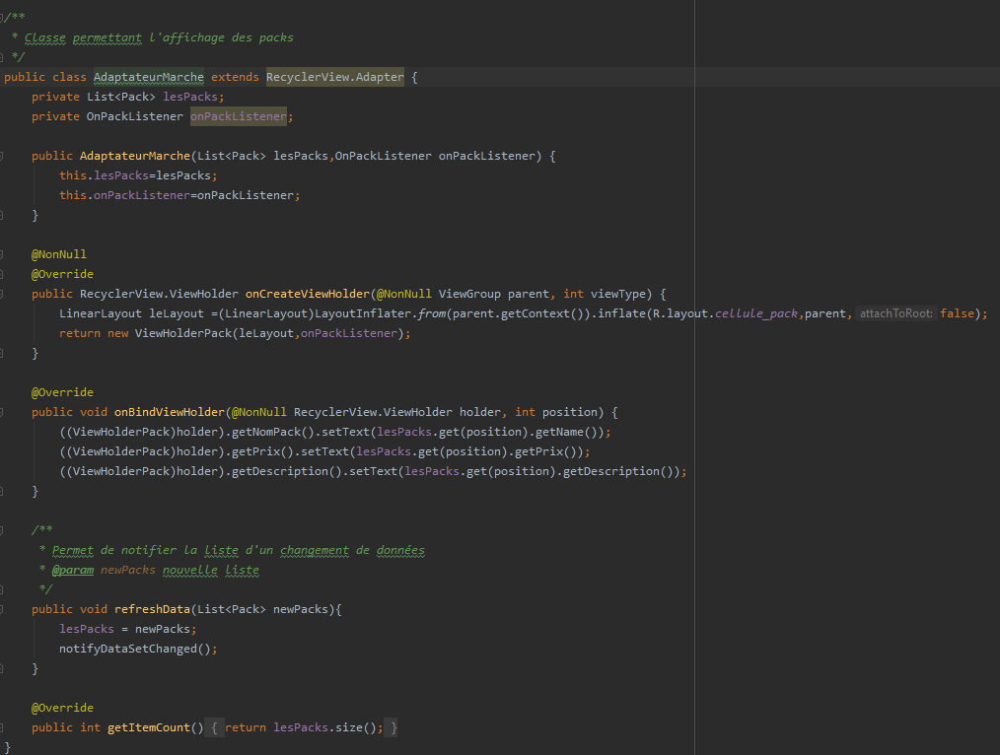 /**
 * Classe permettant l'affichage des packs
 */
public class AdaptateurMarche extends RecyclerView.Adapter {
    private List<Pack> lesPacks;
    private OnPackListener onPackListener;

    public AdaptateurMarche(List<Pack> lesPacks,OnPackListener onPackListener) {
        this.lesPacks=lesPacks;
        this.onPackListener=onPackListener;
    }

    @NonNull
    @Override
    public RecyclerView.ViewHolder onCreateViewHolder(@NonNull ViewGroup parent, int viewType) {
        LinearLayout leLayout =(LinearLayout)LayoutInflater.from(parent.getContext()).inflate(R.layout.cellule_pack,parent, attachToRoot: false);
        return new ViewHolderPack(leLayout,onPackListener);
    }

    @Override
    public void onBindViewHolder(@NonNull RecyclerView.ViewHolder holder, int position) {
        ((ViewHolderPack)holder).getNomPack().setText(lesPacks.get(position).getName());
        ((ViewHolderPack)holder).getPrix().setText(lesPacks.get(position).getPrix());
        ((ViewHolderPack)holder).getDescription().setText(lesPacks.get(position).getDescription());
    }

    /**
     * Permet de notifier la liste d'un changement de données
     * @param newPacks nouvelle liste
     */
    public void refreshData(List<Pack> newPacks){
        lesPacks = newPacks;
        notifyDataSetChanged();
    }

    @Override
    public int getItemCount() { return lesPacks.size(); }
}